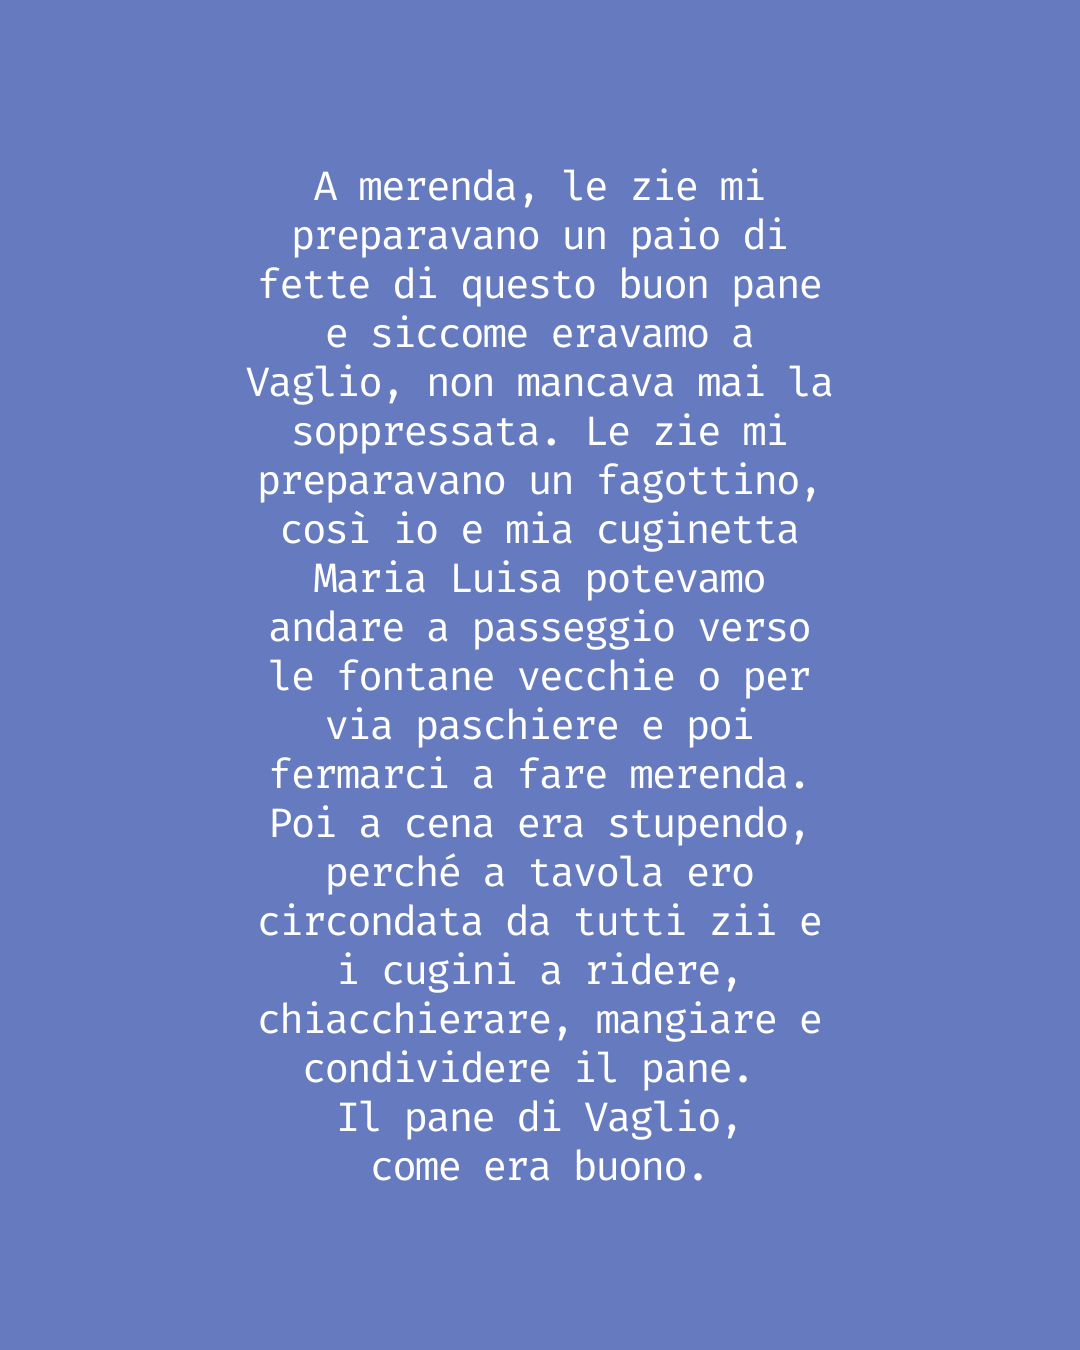 A merenda, le zie mi
preparavano un paio di
fette di questo buon pane
e siccome eravamo a
Vaglio, non mancava mai la
soppressata. Le zie mi
preparavano un fagottino,
così io e mia cuginetta
Maria Luisa potevamo
andare a passeggio verso
le fontane vecchie o per
via paschiere e poi
fermarci a fare merenda.
Poi a cena era stupendo,
perché a tavola ero
circondata da tutti zii e
i cugini a ridere,
chiacchierare, mangiare e
condividere il pane.
Il pane di Vaglio,
come era buono.